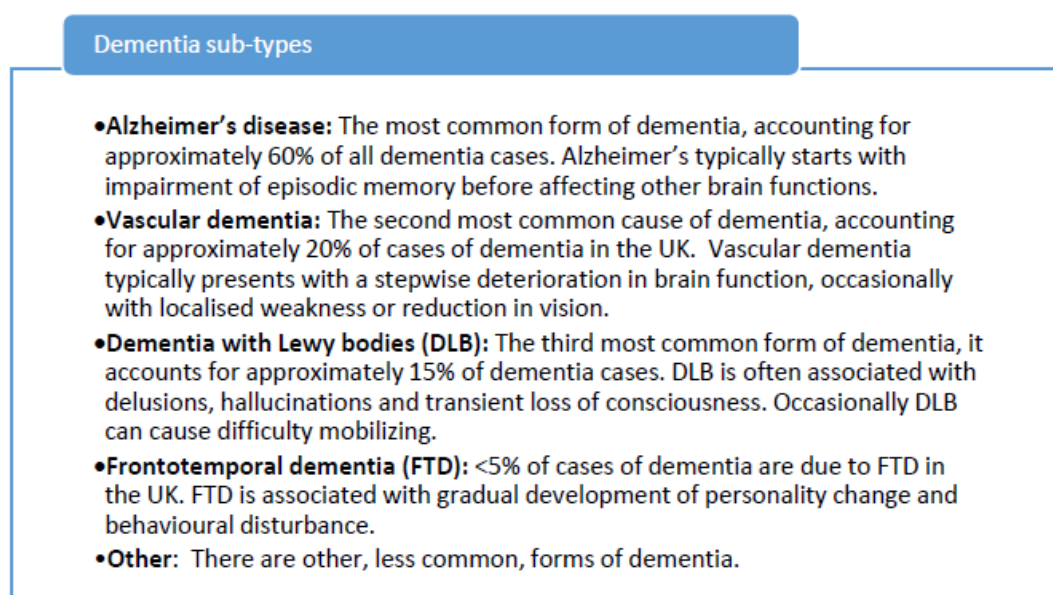 Dementia sub-types
•Alzheimer’s disease: The most common form of dementia, accounting for
approximately 60% of all dementia cases. Alzheimer’s typically starts with
impairment of episodic memory before affecting other brain functions.
•Vascular dementia: The second most common cause of dementia, accounting
for approximately 20% of cases of dementia in the UK.  Vascular dementia
typically presents with a stepwise deterioration in brain function, occasionally
with localised weakness or reduction in vision.
•Dementia with Lewy bodies (DLB): The third most common form of dementia, it
accounts for approximately 15% of dementia cases. DLB is often associated with
delusions, hallucinations and transient loss of consciousness. Occasionally DLB
can cause difficulty mobilizing.
•Frontotemporal dementia (FTD): <5% of cases of dementia are due to FTD in
the UK. FTD is associated with gradual development of personality change and
behavioural disturbance.
•Other:  There are other, less common, forms of dementia.